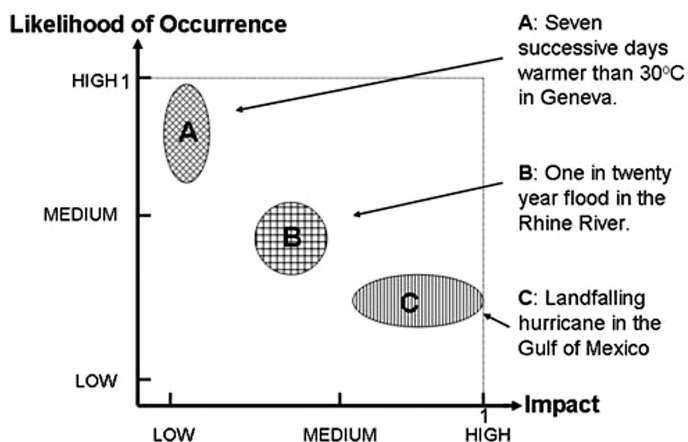 Likelihood of Occurrence
HIGH 1
MEDIUM
LOW
A
B
C
A: Seven
successive days
warmer than 30°C
in Geneva.
B: One in twenty
year flood in the
Rhine River.
C: Landfalling
hurricane in the
Gulf of Mexico
Impact
1
LOW
MEDIUM
HIGH